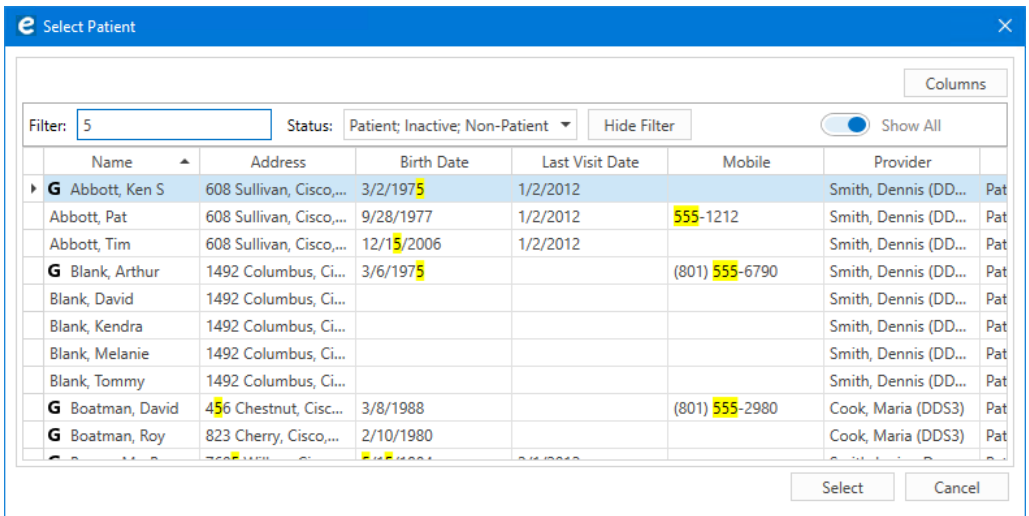 e Select Patient
Columns
Filter: 5 Status: Patient; Inactive; Non-Patient Hide Filter Show All
Name Address Birth Date Last Visit Date Mobile Provider
G Abbott, Ken S 608 Sullivan, Cisco,... 3/2/1975 1/2/2012 Smith, Dennis (DD... Pat
Abbott, Pat 608 Sullivan, Cisco,... 9/28/1977 1/2/2012 555-1212 Smith, Dennis (DD... Pat
Abbott, Tim 608 Sullivan, Cisco,... 12/15/2006 1/2/2012 Smith, Dennis (DD... Pat
G Blank, Arthur 1492 Columbus, Ci... 3/6/1975 (801) 555-6790 Smith, Dennis (DD... Pat
Blank, David 1492 Columbus, Ci... Smith, Dennis (DD... Pat
Blank, Kendra 1492 Columbus, Ci... Smith, Dennis (DD... Pat
Blank, Melanie 1492 Columbus, Ci... Smith, Dennis (DD... Pat
Blank, Tommy 1492 Columbus, Ci... Smith, Dennis (DD... Pat
G Boatman, David 456 Chestnut, Cisc... 3/8/1988 (801) 555-2980 Cook, Maria (DDS3) Pat
G Boatman, Roy 823 Cherry, Cisco,... 2/10/1980 Cook, Maria (DDS3) Pat
Select Cancel